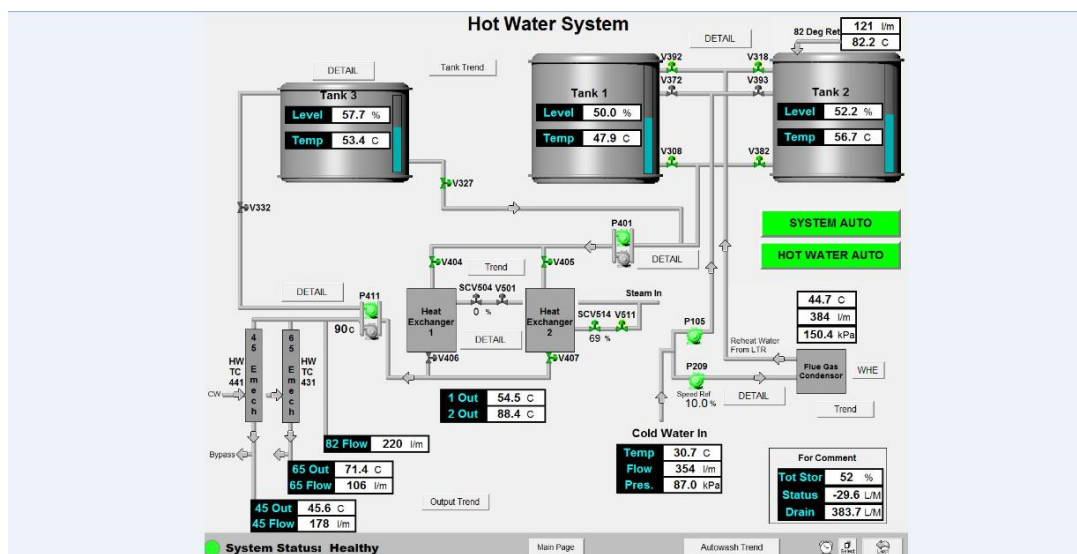 Hot Water System
121 l/m
82 Deg Ret
82.2 C
DETAIL
V392
V318
Tank Trend
DETAIL
V372
V393
Tank 3
Level 57.7 %
Temp 53.4 C
Tank 1
Level 50.0 %
Temp 47.9 C
Tank 2
Level 52.2 %
Temp 56.7 C
V308
V382
V327
V332
SYSTEM AUTO
HOT WATER AUTO
P401
DETAIL
V404
Trend
V405
DETAIL
P411
90c
SCV504 V501
0 %
Steam In
Heat Exchanger 1
Heat Exchanger 2
SCV514 V511
69 %
DETAIL
V406
V407
44.7 C
384 l/m
150.4 kPa
P105
Reheat Water
From LTR
Flue Gas
Condensor
WHE
P209
Speed Ref
10.0 %
DETAIL
Trend
45 Emech
HW
TC
441
65 Emech
HW
TC
431
CW
1 Out 54.5 C
2 Out 88.4 C
Cold Water In
Temp 30.7 C
Flow 354 l/m
Pres. 87.0 kPa
82 Flow 220 l/m
Bypass
65 Out 71.4 C
65 Flow 106 l/m
45 Out 45.6 C
45 Flow 178 l/m
Output Trend
For Comment
Tot Stor 52 %
Status -29.6 L/M
Drain 383.7 L/M
System Status: Healthy
Main Page
Autowash Trend
Select